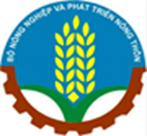 BỘ NÔNG NGHIỆP VÀ PHÁT TRIỂN NÔNG THÔN